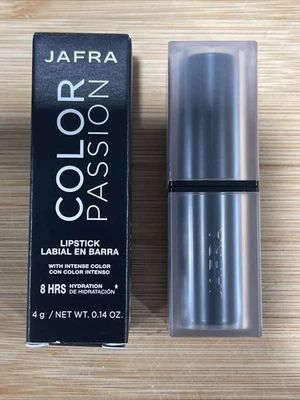 JAFRA
COLOR
PASSION
LIPSTICK
LABIAL EN BARRA
WITH INTENSE COLOR
CON COLOR INTENSO
8 HRS HYDRATION *
DE HIDRATACIÓN
4 g / NET WT. 0.14 OZ.
JAFRA